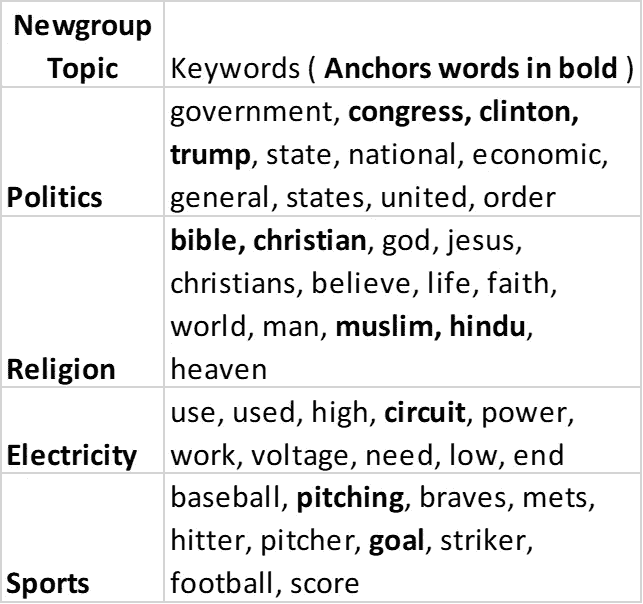 Newgroup
Topic
Keywords ( Anchors words in bold )
government, congress, clinton,
trump, state, national, economic,
general, states, united, order
Politics
bible, christian, god, jesus,
christians, believe, life, faith,
world, man, muslim, hindu,
heaven
Religion
use, used, high, circuit, power,
work, voltage, need, low, end
Electricity
baseball, pitching, braves, mets,
hitter, pitcher, goal, striker,
football, score
Sports